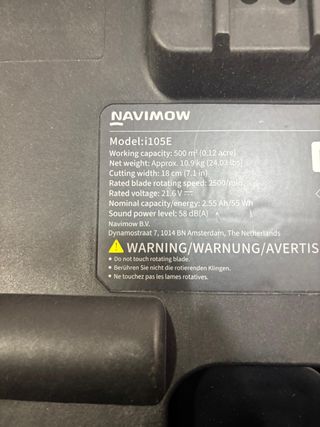 NAVIMOW
Model:i105E
Working capacity: 500 m² (0.12 acre)
Net weight: Approx. 10.9 kg (24.03 lbs)
Cutting width: 18 cm (7.1 in)
Rated blade rotating speed: 2500/min
Rated voltage: 21.6 V ⎓
Nominal capacity/energy: 2.55 Ah/55 Wh
Sound power level: 58 dB(A)
Navimow B.V.
Dynamostraat 7, 1014 BN Amsterdam, The Netherlands
WARNING/WARNUNG/AVERTIS
• Do not touch rotating blade.
• Berühren Sie nicht die rotierenden Klingen.
• Ne touchez pas les lames rotatives.